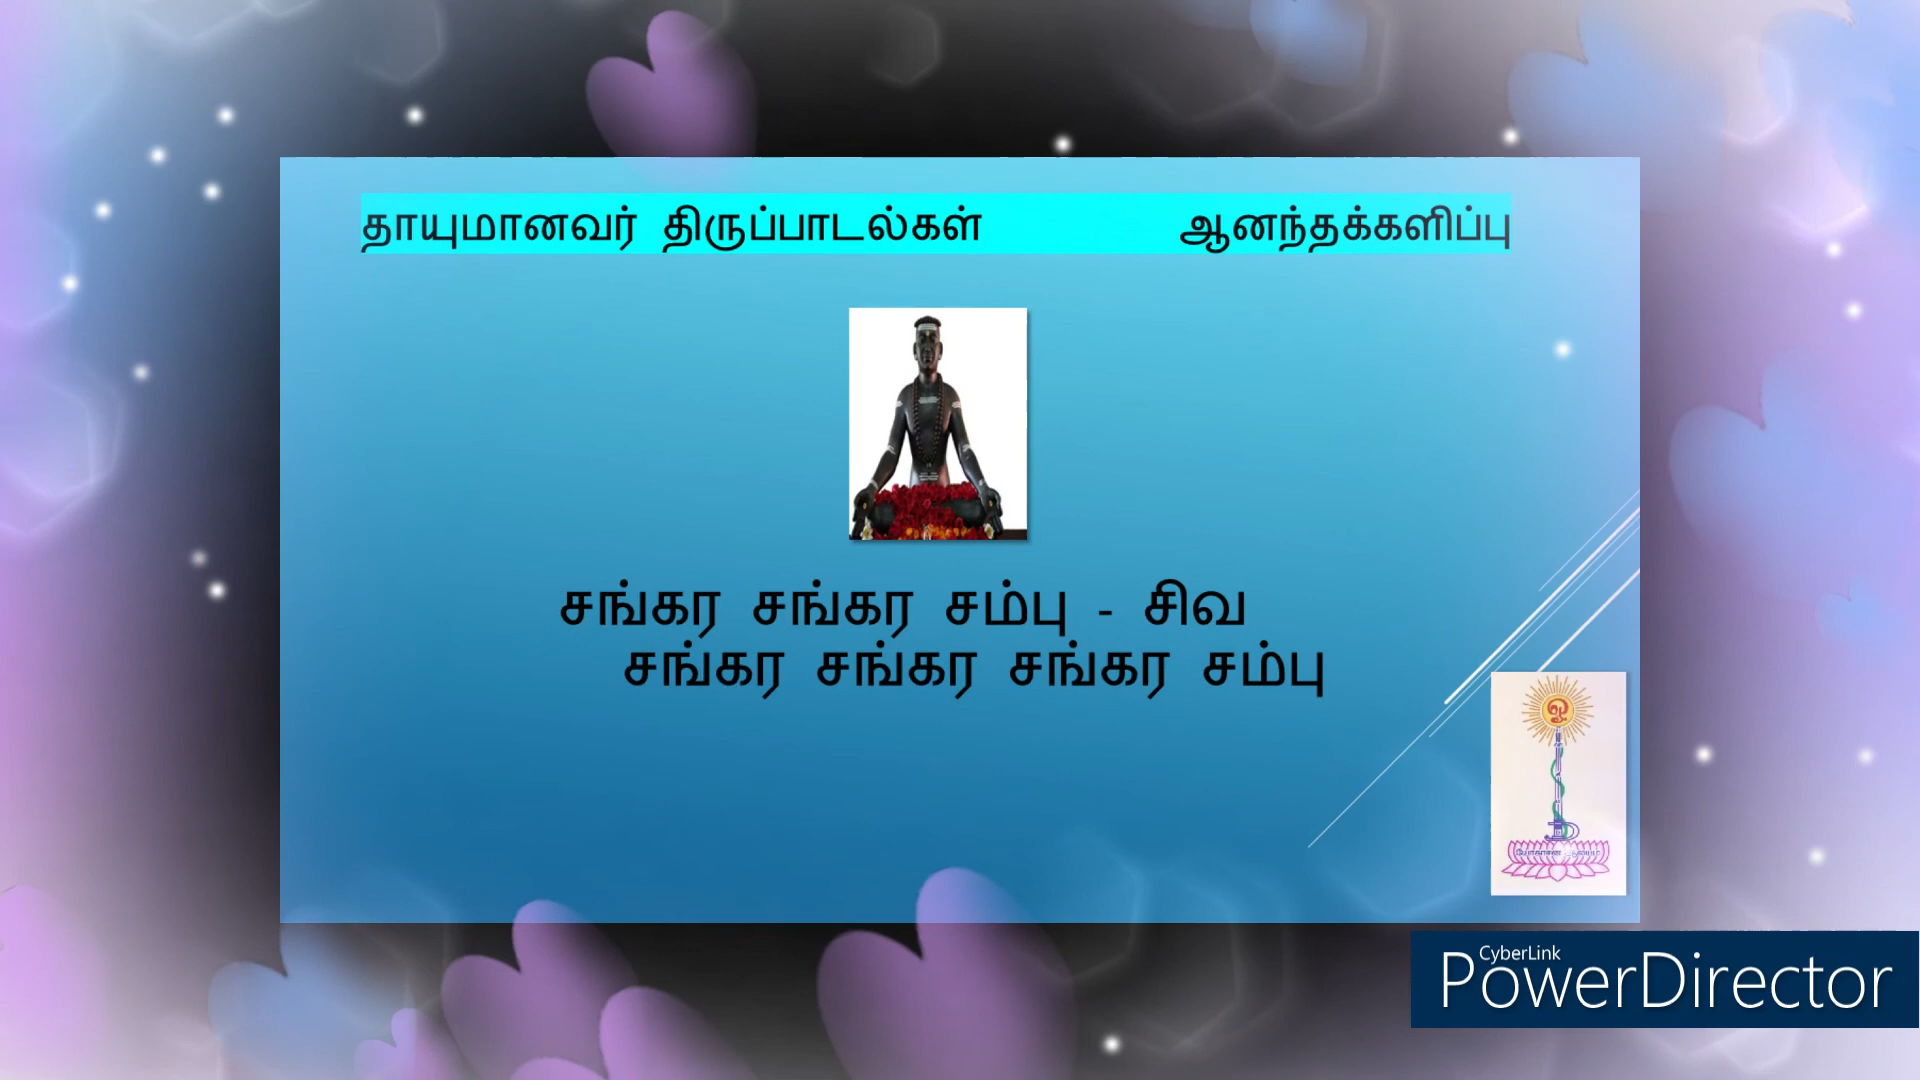 தாயுமானவர் திருப்பாடல்கள் ஆனந்தக்களிப்பு
சங்கர சங்கர சம்பு - சிவ
சங்கர சங்கர சங்கர சம்பு
CyberLink
PowerDirector